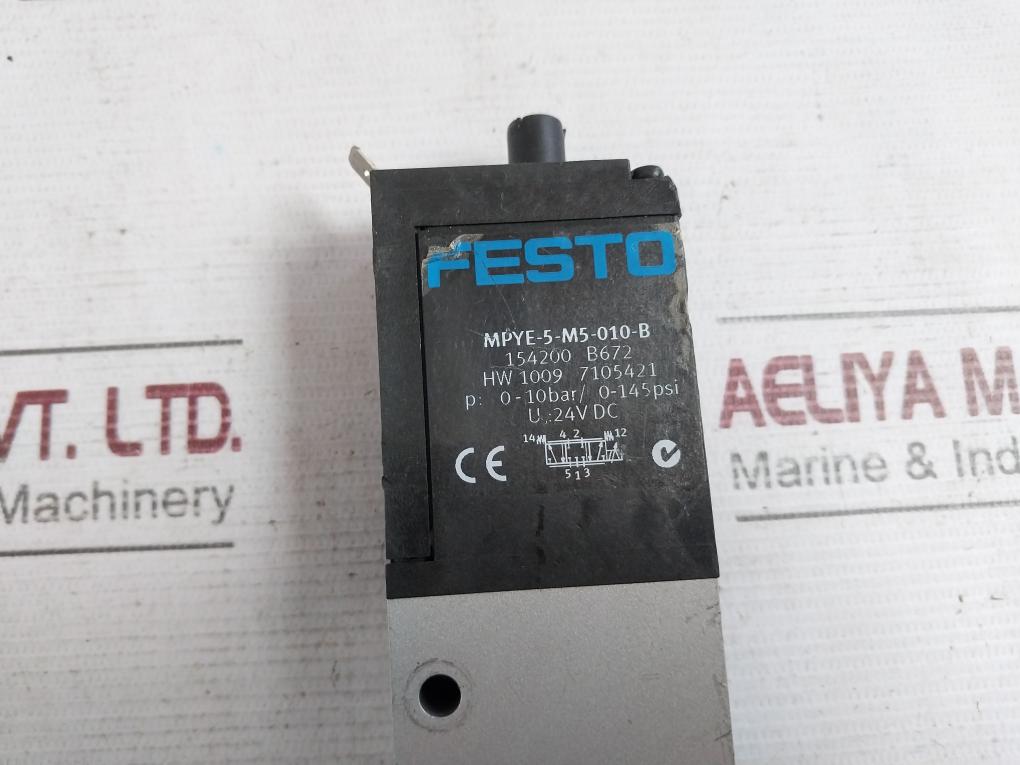 FESTO
MPYE-5-M5-010-B
154200 B672
HW 1009 7105421
p: 0-10bar/ 0-145psi
U :24V DC
14 4 2 12
5 1 3
CE
VT. LTD.
Machinery
AELIYA M
Marine & Ind